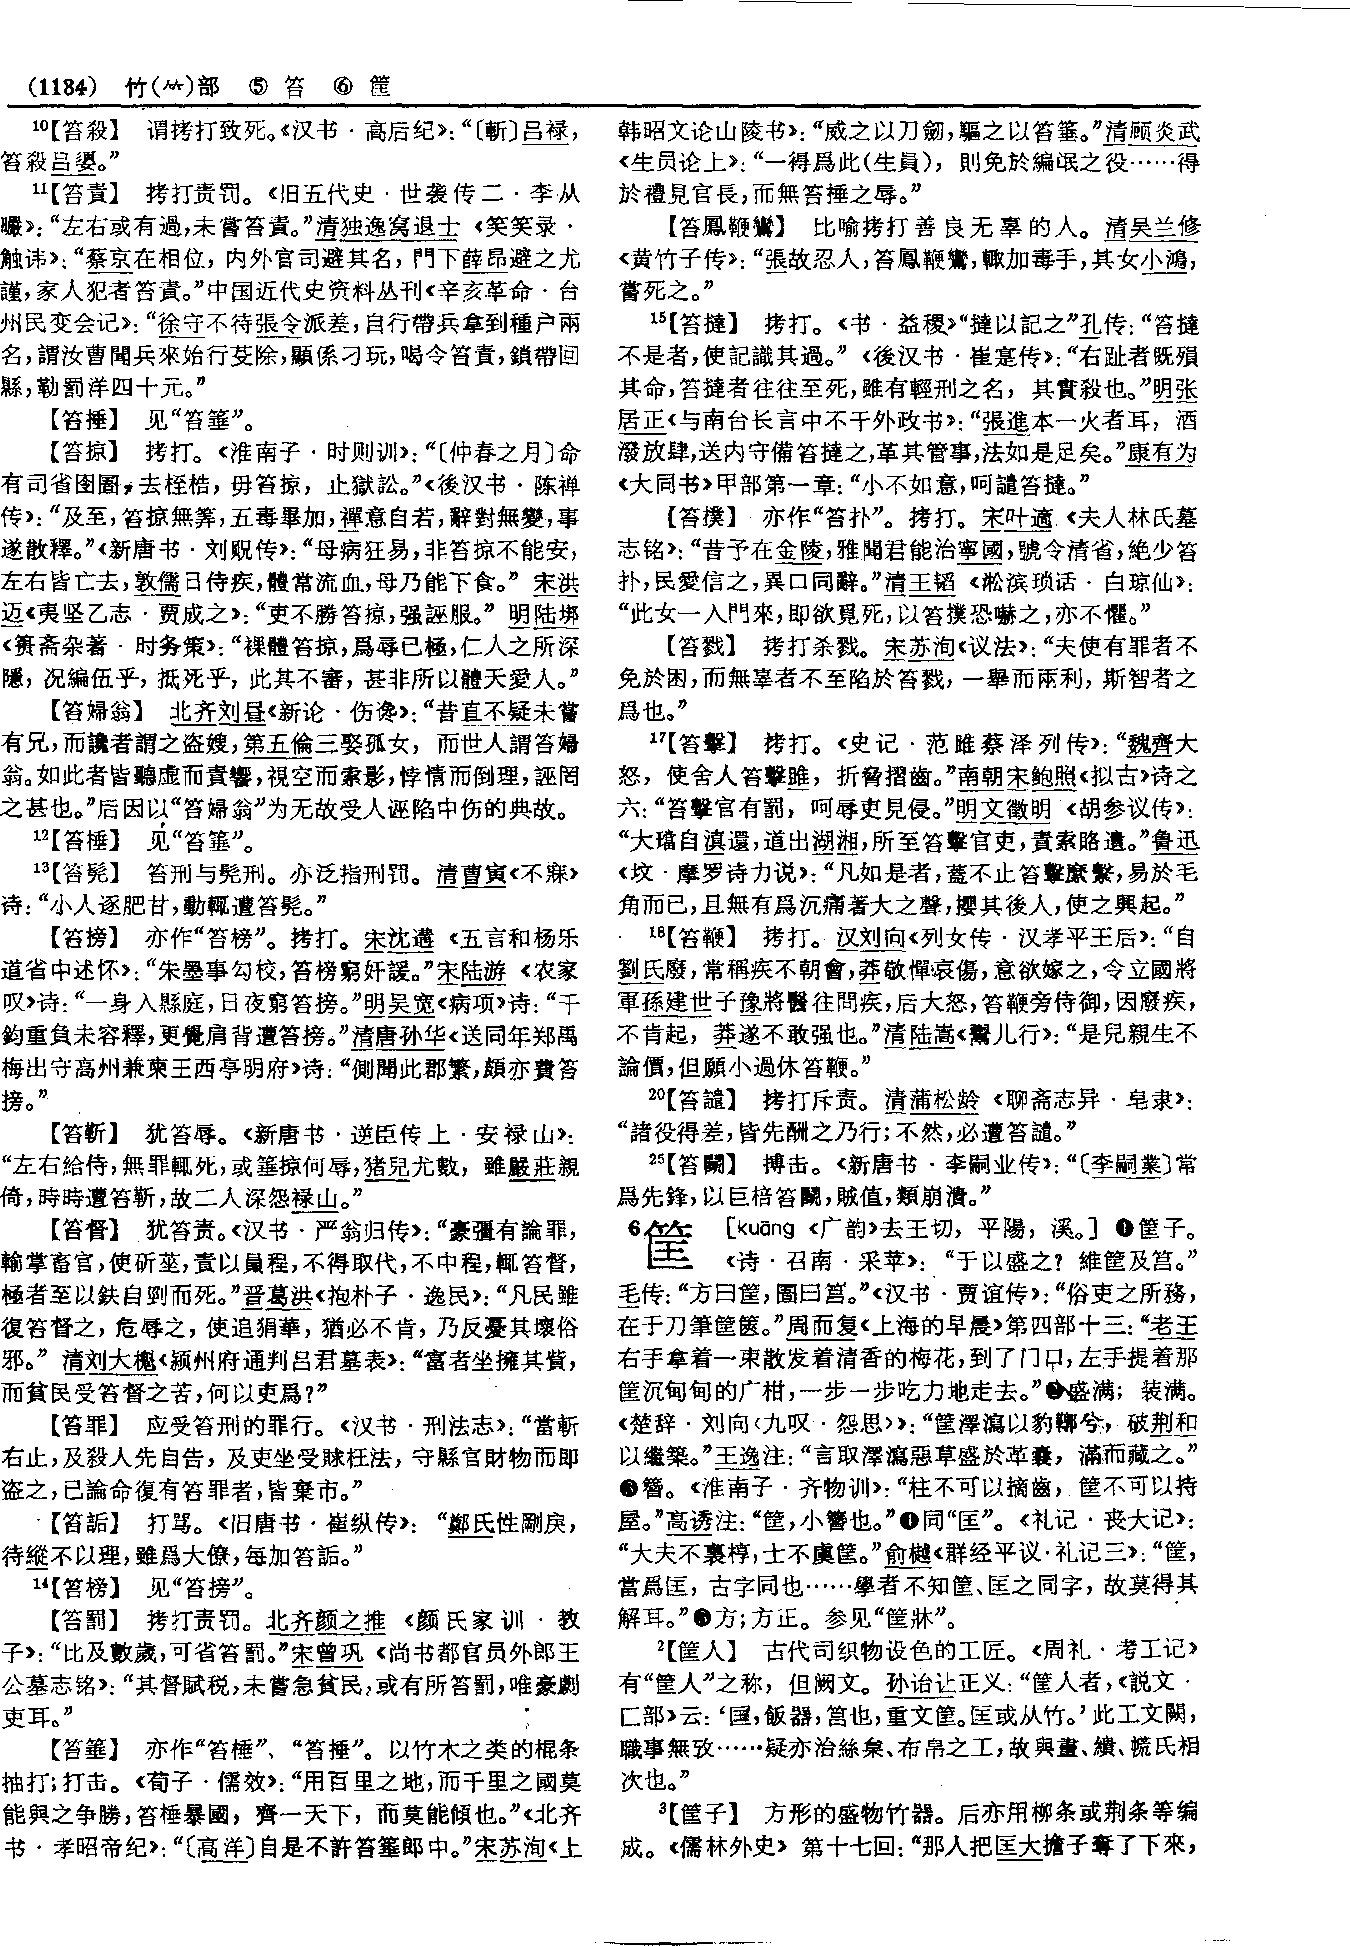 (1184) 竹(⺮)部 ⑤ 笞 ⑥ 筐
¹⁰【笞殺】 谓拷打致死。《汉书·高后纪》：“〔斬〕吕禄，
笞殺吕嬃。”
¹¹【笞責】 拷打责罚。《旧五代史·世袭传二·李从
曮》：“左右或有過，未嘗笞責。”清独逸窝退士《笑笑录·
触讳》：“蔡京在相位，内外官司避其名，門下薛昂避之尤
謹，家人犯者笞責。”中国近代史资料丛刊《辛亥革命·台
州民变会记》：“徐守不待張令派差，自行帶兵拿到種户兩
名，謂汝曹聞兵來始行芟除，顯係刁玩，喝令笞責，鎖帶回
縣，勒罰洋四十元。”
【笞捶】 见“笞箠”。
【笞掠】 拷打。《淮南子·时则训》：“〔仲春之月〕命
有司省囹圄，去桎梏，毋笞掠，止獄訟。”《後汉书·陈禅
传》：“及至，笞掠無筭，五毒畢加，禪意自若，辭對無變，事
遂散釋。”《新唐书·刘贶传》：“母病狂易，非笞掠不能安，
左右皆亡去，敦儒日侍疾，體常流血，母乃能下食。”宋洪
迈《夷坚乙志·贾成之》：“吏不勝笞掠，强誣服。”明陆垹
《篑斋杂著·时务策》：“裸體笞掠，爲辱已極，仁人之所深
隱，况編伍乎，抵死乎，此其不審，甚非所以體天愛人。”
【笞婦翁】 北齐刘昼《新论·伤谗》：“昔直不疑未嘗
有兄，而讒者謂之盗嫂，第五倫三娶孤女，而世人謂笞婦
翁。如此者皆聽虚而責響，視空而索影，悖情而倒理，誣罔
之甚也。”后因以“笞婦翁”为无故受人诬陷中伤的典故。
¹²【笞棰】 见“笞箠”。
¹³【笞髡】 笞刑与髡刑。亦泛指刑罚。清曹寅《不寐》
诗：“小人逐肥甘，動輒遭笞髡。”
【笞搒】 亦作“笞榜”。拷打。宋沈遘《五言和杨乐
道省中述怀》：“朱墨事勾校，笞榜窮奸諼。”宋陆游《农家
叹》诗：“一身入縣庭，日夜窮笞搒。”明吴宽《病项》诗：“千
鈞重負未容釋，更覺肩背遭笞搒。”清唐孙华《送同年郑禹
梅出守高州兼柬王西亭明府》诗：“側聞此郡繁，頗亦費笞
搒。”
【笞靳】 犹笞辱。《新唐书·逆臣传上·安禄山》：
“左右給侍，無罪輒死，或箠掠何辱，猪兒尤數，雖嚴莊親
倚，時時遭笞靳，故二人深怨禄山。”
【笞督】 犹笞责。《汉书·严翁归传》：“豪彊有論罪，
輸掌畜官，使斫莝，責以員程，不得取代，不中程，輒笞督，
極者至以鈇自剄而死。”晋葛洪《抱朴子·逸民》：“凡民雖
復笞督之，危辱之，使追狷華，猶必不肯，乃反憂其壞俗
邪。”清刘大櫆《颍州府通判吕君墓表》：“富者坐擁其貲，
而貧民受笞督之苦，何以吏爲？”
【笞罪】 应受笞刑的罪行。《汉书·刑法志》：“當斬
右止，及殺人先自告，及吏坐受賕枉法，守縣官財物而即
盗之，已論命復有笞罪者，皆棄市。”
【笞詬】 打骂。《旧唐书·崔纵传》：“鄭氏性剛戾，
待縱不以理，雖爲大僚，每加笞詬。”
¹⁴【笞榜】 见“笞搒”。
【笞罰】 拷打责罚。北齐颜之推《颜氏家训·教
子》：“比及數歲，可省笞罰。”宋曾巩《尚书都官员外郎王
公墓志铭》：“其督賦税，未嘗急貧民，或有所笞罰，唯豪劇
吏耳。”
【笞箠】 亦作“笞棰”、“笞捶”。以竹木之类的棍条
抽打；打击。《荀子·儒效》：“用百里之地，而千里之國莫
能與之争勝，笞棰暴國，齊一天下，而莫能傾也。”《北齐
书·孝昭帝纪》：“〔高洋〕自是不許笞箠郎中。”宋苏洵《上
韩昭文论山陵书》：“威之以刀劒，驅之以笞箠。”清顾炎武
《生员论上》：“一得爲此（生員），則免於編氓之役……得
於禮見官長，而無笞捶之辱。”
【笞鳳鞭鸞】 比喻拷打善良无辜的人。清吴兰修
《黄竹子传》：“張故忍人，笞鳳鞭鸞，輒加毒手，其女小鴻，
嘗死之。”
¹⁵【笞撻】 拷打。《书·益稷》“撻以記之”孔传：“笞撻
不是者，使記識其過。”《後汉书·崔寔传》：“右趾者既殞
其命，笞撻者往往至死，雖有輕刑之名，其實殺也。”明张
居正《与南台长言中不干外政书》：“張進本一火者耳，酒
潑放肆，送内守備笞撻之，革其管事，法如是足矣。”康有为
《大同书》甲部第一章：“小不如意，呵譴笞撻。”
【笞撲】 亦作“笞扑”。拷打。宋叶適《夫人林氏墓
志铭》：“昔予在金陵，雅聞君能治寧國，號令清省，絶少笞
扑，民愛信之，異口同辭。”清王韬《淞滨琐话·白琼仙》：
“此女一入門來，即欲覓死，以笞撲恐嚇之，亦不懼。”
【笞戮】 拷打杀戮。宋苏洵《议法》：“夫使有罪者不
免於困，而無辜者不至陷於笞戮，一舉而兩利，斯智者之
爲也。”
¹⁷【笞擊】 拷打。《史记·范雎蔡泽列传》：“魏齊大
怒，使舍人笞擊雎，折脅摺齒。”南朝宋鲍照《拟古》诗之
六：“笞擊官有罰，呵辱吏見侵。”明文徵明《胡参议传》：
“大璫自滇還，道出湖湘，所至笞擊官吏，責索賂遺。”鲁迅
《坟·摩罗诗力说》：“凡如是者，蓋不止笞擊縻繫，易於毛
角而已，且無有爲沉痛著大之聲，攖其後人，使之興起。”
¹⁸【笞鞭】 拷打。汉刘向《列女传·汉孝平王后》：“自
劉氏廢，常稱疾不朝會，莽敬憚哀傷，意欲嫁之，令立國將
軍孫建世子豫將醫往問疾，后大怒，笞鞭旁侍御，因廢疾，
不肯起，莽遂不敢强也。”清陆嵩《鬻儿行》：“是兒親生不
論價，但願小過休笞鞭。”
²⁰【笞譴】 拷打斥责。清蒲松龄《聊斋志异·皂隶》：
“諸役得差，皆先酬之乃行；不然，必遭笞譴。”
²⁵【笞鬭】 搏击。《新唐书·李嗣业传》：“〔李嗣業〕常
爲先鋒，以巨棓笞鬭，賊值，類崩潰。”
6筐 [kuāng 《广韵》去王切，平陽，溪。] ❶筐子。
《诗·召南·采苹》：“于以盛之？維筐及筥。”
毛传：“方曰筐，圓曰筥。”《汉书·贾谊传》：“俗吏之所務，
在于刀筆筐篋。”周而复《上海的早晨》第四部十三：“老王
右手拿着一束散发着清香的梅花，到了门口，左手提着那
筐沉甸甸的广柑，一步一步吃力地走去。”❷盛满；装满。
《楚辞·刘向〈九叹·怨思〉》：“筐澤瀉以豹鞹兮，破荆和
以繼築。”王逸注：“言取澤瀉惡草盛於革囊，滿而藏之。”
❸簪。《淮南子·齐物训》：“柱不可以摘齒，筐不可以持
屋。”高诱注：“筐，小簪也。”❹同“匡”。《礼记·丧大记》：
“大夫不裹椁，士不虞筐。”俞樾《群经平议·礼记三》：“筐，
當爲匡，古字同也……學者不知筐、匡之同字，故莫得其
解耳。”❺方；方正。参见“筐牀”。
²【筐人】 古代司织物设色的工匠。《周礼·考工记》
有“筐人”之称，但阙文。孙诒让正义：“筐人者，《説文·
匚部》云：‘匩，飯器，筥也，重文筐。匡或从竹。’此工文闕，
職事無攷……疑亦治絲枲、布帛之工，故與畫、繢、㡛氏相
次也。”
³【筐子】 方形的盛物竹器。后亦用柳条或荆条等编
成。《儒林外史》第十七回：“那人把匡大擔子奪了下來，